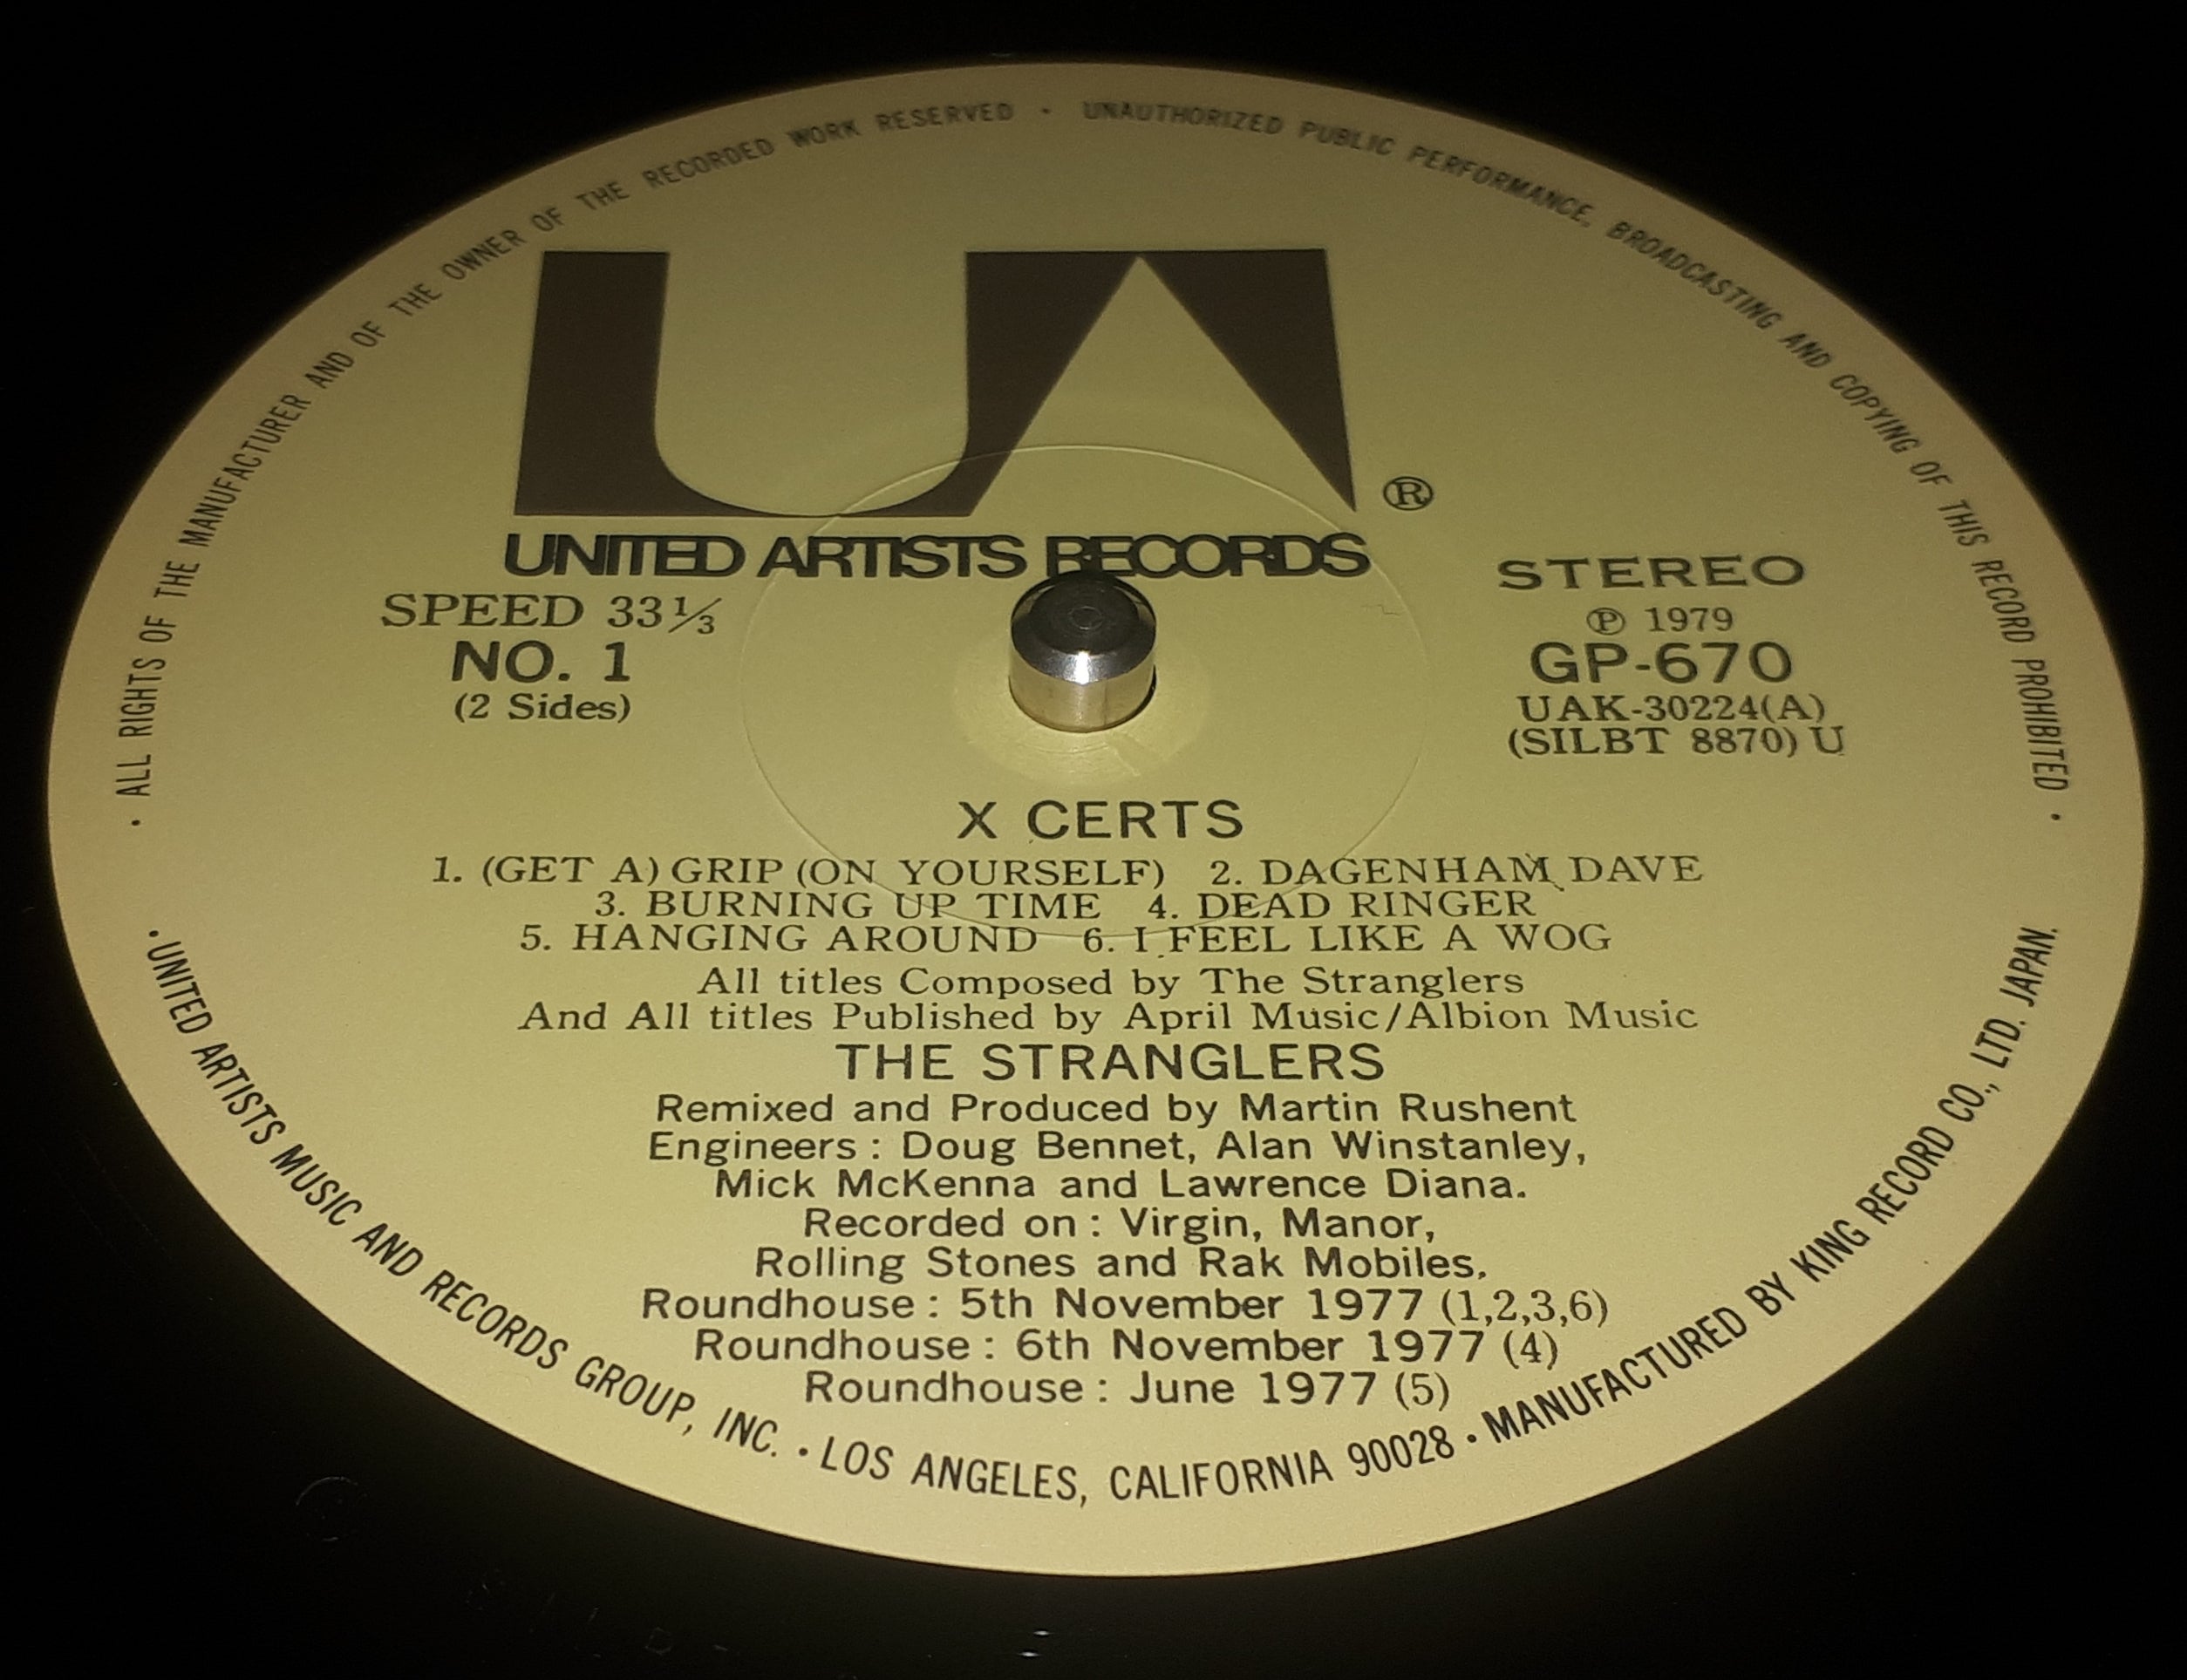 • ALL RIGHTS OF THE MANUFACTURER AND OF THE OWNER OF THE RECORDED WORK RESERVED • UNAUTHORIZED PUBLIC PERFORMANCE, BROADCASTING AND COPYING OF THIS RECORD PROHIBITED •
UA ®
UNITED ARTISTS RECORDS
SPEED 33⅓
NO. 1
(2 Sides)
STEREO
℗ 1979
GP-670
UAK-30224(A)
(SILBT 8870) U
X CERTS
1. (GET A) GRIP (ON YOURSELF) 2. DAGENHAM DAVE
3. BURNING UP TIME 4. DEAD RINGER
5. HANGING AROUND 6. I FEEL LIKE A WOG
All titles Composed by The Stranglers
And All titles Published by April Music/Albion Music
THE STRANGLERS
Remixed and Produced by Martin Rushent
Engineers : Doug Bennet, Alan Winstanley,
Mick McKenna and Lawrence Diana.
Recorded on : Virgin, Manor,
Rolling Stones and Rak Mobiles.
Roundhouse : 5th November 1977 (1,2,3,6)
Roundhouse : 6th November 1977 (4)
Roundhouse : June 1977 (5)
• UNITED ARTISTS MUSIC AND RECORDS GROUP, INC. • LOS ANGELES, CALIFORNIA 90028 • MANUFACTURED BY KING RECORD CO., LTD. JAPAN.